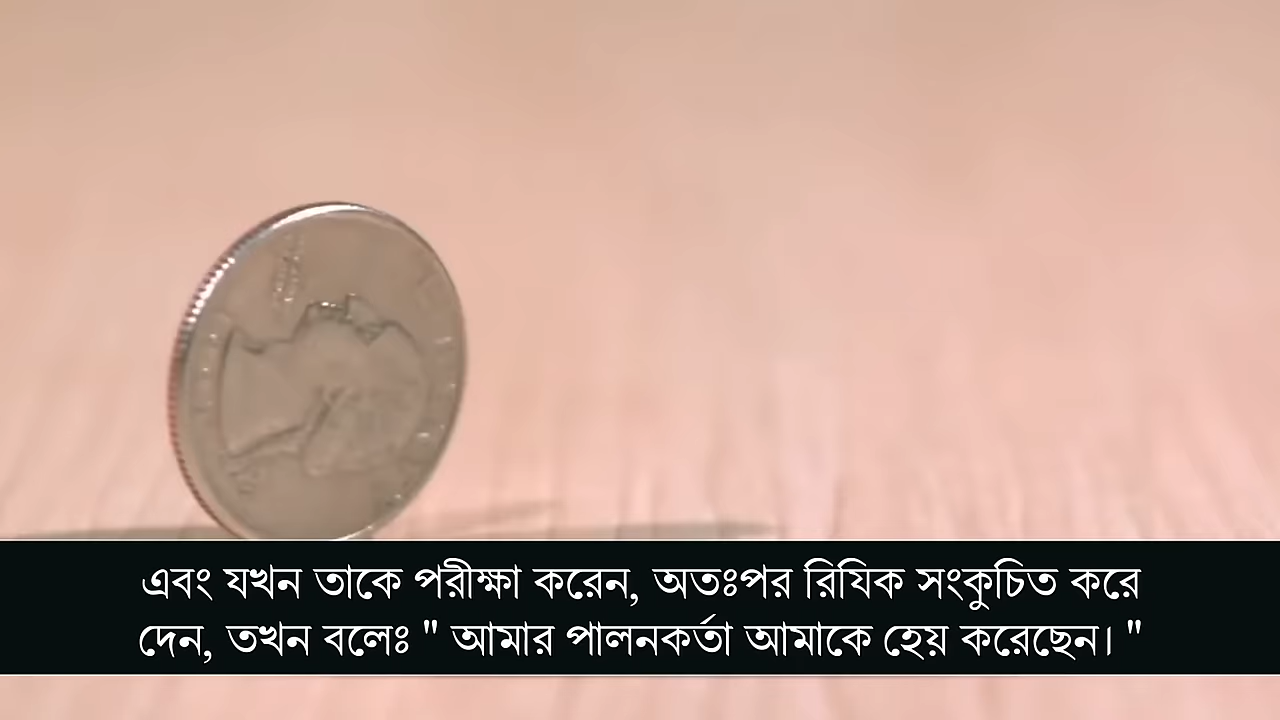 এবং যখন তাকে পরীক্ষা করেন, অতঃপর রিযিক সংকুচিত করে
দেন, তখন বলেঃ " আমার পালনকর্তা আমাকে হেয় করেছেন। "